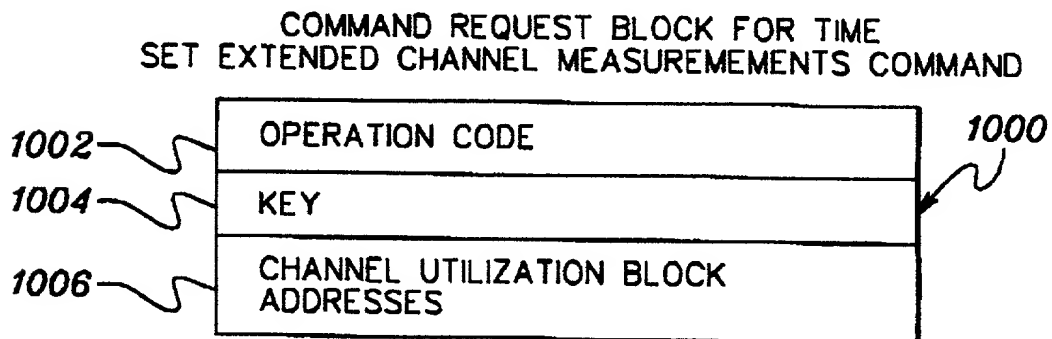 COMMAND REQUEST BLOCK FOR TIME
SET EXTENDED CHANNEL MEASUREMEMENTS COMMAND
1002
OPERATION CODE
1000
1004
KEY
1006
CHANNEL UTILIZATION BLOCK
ADDRESSES